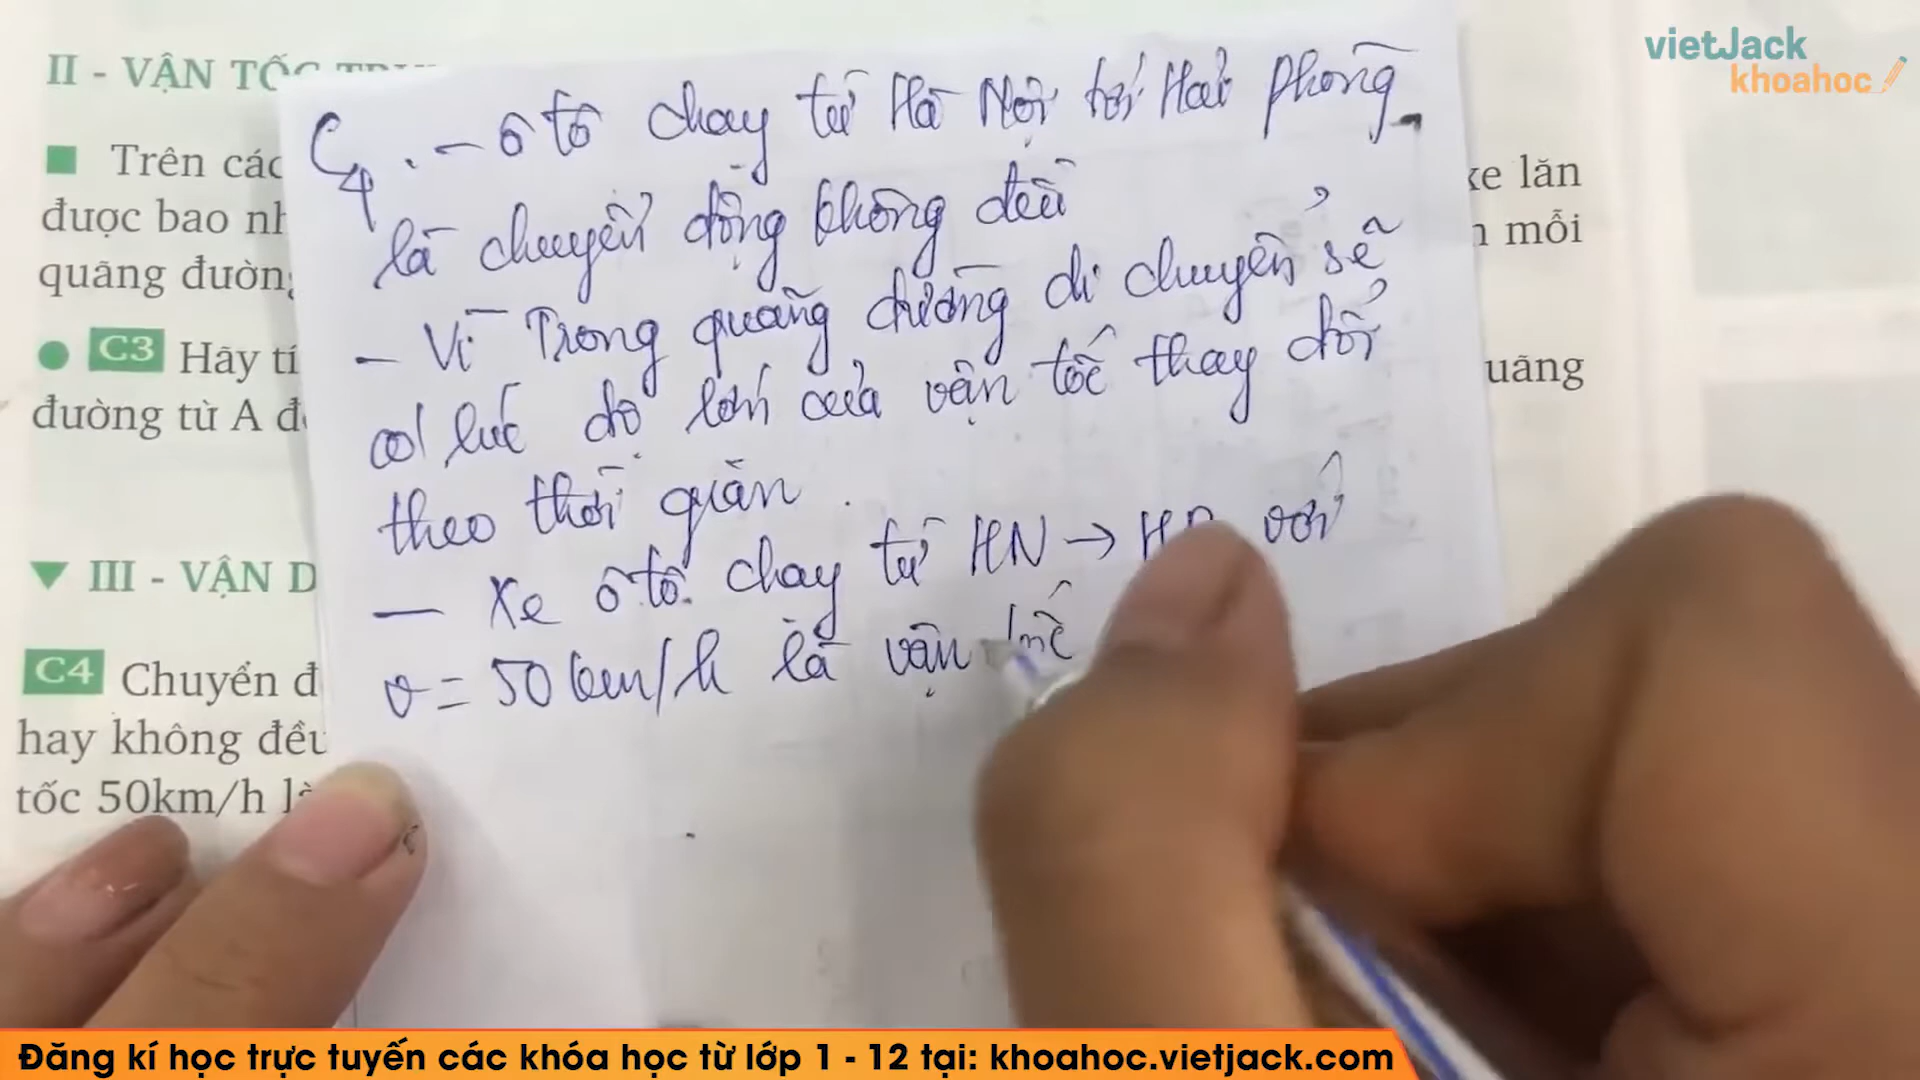 vietJack
khoahoc
II - VẬN TỐC
Trên các
được bao nh
quãng đường
xe lăn
n mỗi
C3 Hãy tí
uãng
đường từ A đ
III - VẬN D
C4 Chuyển đ
hay không đều
tốc 50km/h là
C4. - ô tô chạy từ Hà Nội tới Hải phòng
là chuyển động không đều
- Vì Trong quãng đường di chuyển sẽ
có lúc độ lớn của vận tốc thay đổi
theo thời gian.
- Xe ô tô chạy từ HN → HP với
v = 50 km/h là vận
Đăng kí học trực tuyến các khóa học từ lớp 1 - 12 tại: khoahoc.vietjack.com